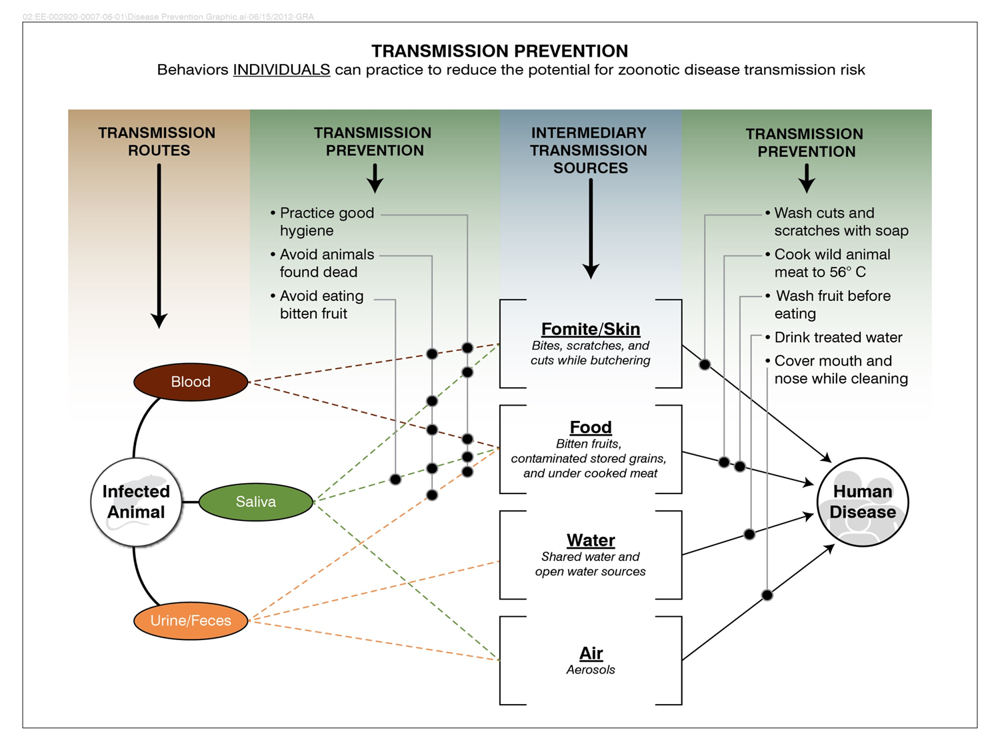 02:EE-002920-0007-06-01\Disease Prevention Graphic.ai-06/15/2012-GRA
TRANSMISSION PREVENTION
Behaviors INDIVIDUALS can practice to reduce the potential for zoonotic disease transmission risk
TRANSMISSION
ROUTES
TRANSMISSION
PREVENTION
• Practice good
hygiene
• Avoid animals
found dead
• Avoid eating
bitten fruit
INTERMEDIARY
TRANSMISSION
SOURCES
TRANSMISSION
PREVENTION
• Wash cuts and
scratches with soap
• Cook wild animal
meat to 56° C
• Wash fruit before
eating
• Drink treated water
• Cover mouth and
nose while cleaning
Infected
Animal
Blood
Saliva
Urine/Feces
Fomite/Skin
Bites, scratches, and
cuts while butchering
Food
Bitten fruits,
contaminated stored grains,
and under cooked meat
Water
Shared water and
open water sources
Air
Aerosols
Human
Disease